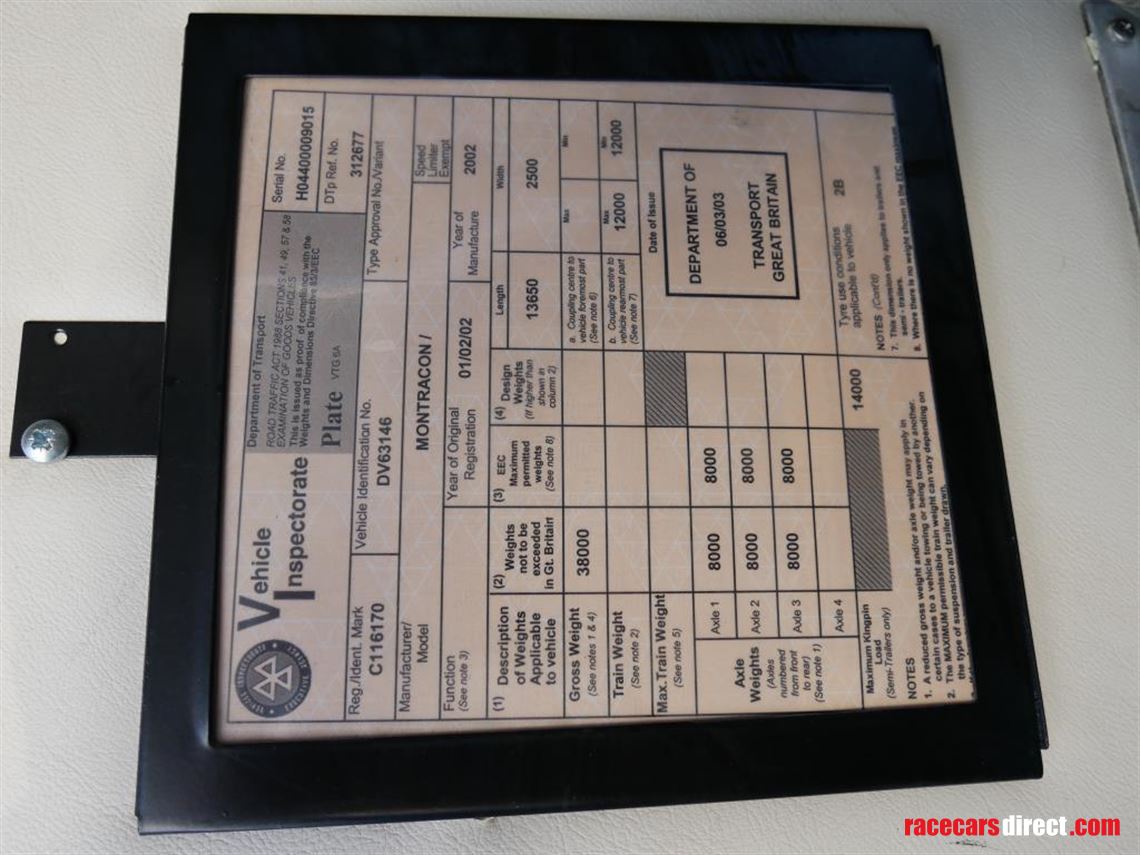 Vehicle
Inspectorate
Department of Transport
ROAD TRAFFIC ACT 1988 SECTIONS 41, 49, 57 & 58
EXAMINATION OF GOODS VEHICLES
This is issued as proof of compliance with the
Weights and Dimensions Directive 85/3/EEC
Plate VTG 6A
Serial No.
H04400009015
DTp Ref. No.
312677
Reg./Ident. Mark
C116170
Vehicle Identification No.
DV63146
Type Approval No./Variant
Manufacturer/
Model
MONTRACON /
Speed
Limiter
Exempt
Function
(See note 3)
Year of Original
Registration
01/02/02
Year of
Manufacture
2002
(1) Description
of Weights
Applicable
to vehicle
(2) Weights
not to be
exceeded
in Gt. Britain
(3) EEC
Maximum
permitted
weights
(See note 8)
(4) Design
Weights
(If higher than
shown in
column 2)
Length
13650
Width
2500
Gross Weight
(See notes 1 & 4)
38000
a. Coupling centre to
vehicle foremost part
(See note 6)
Max
Min
Train Weight
(See note 2)
b. Coupling centre to
vehicle rearmost part
(See note 7)
Max
12000
Min
12000
Max.Train Weight
(See note 5)
Date of Issue
DEPARTMENT OF
06/03/03
TRANSPORT
GREAT BRITAIN
Axle
Weights
(Axles
numbered
from front
to rear)
(See note 1)
Axle 1 8000 8000
Axle 2 8000 8000
Axle 3 8000 8000
Axle 4
Maximum Kingpin
Load
(Semi-Trailers only)
14000
Tyre use conditions
applicable to vehicle
2B
NOTES
1. A reduced gross weight and/or axle weight may apply in
certain cases to a vehicle towing or being towed by another.
2. The MAXIMUM permissible train weight can vary depending on
the type of suspension and trailer drawn.
NOTES (Cont'd)
7. This dimension only applies to trailers and
semi - trailers.
8. Where there is no weight shown in the EEC maximum
racecarsdirect.com